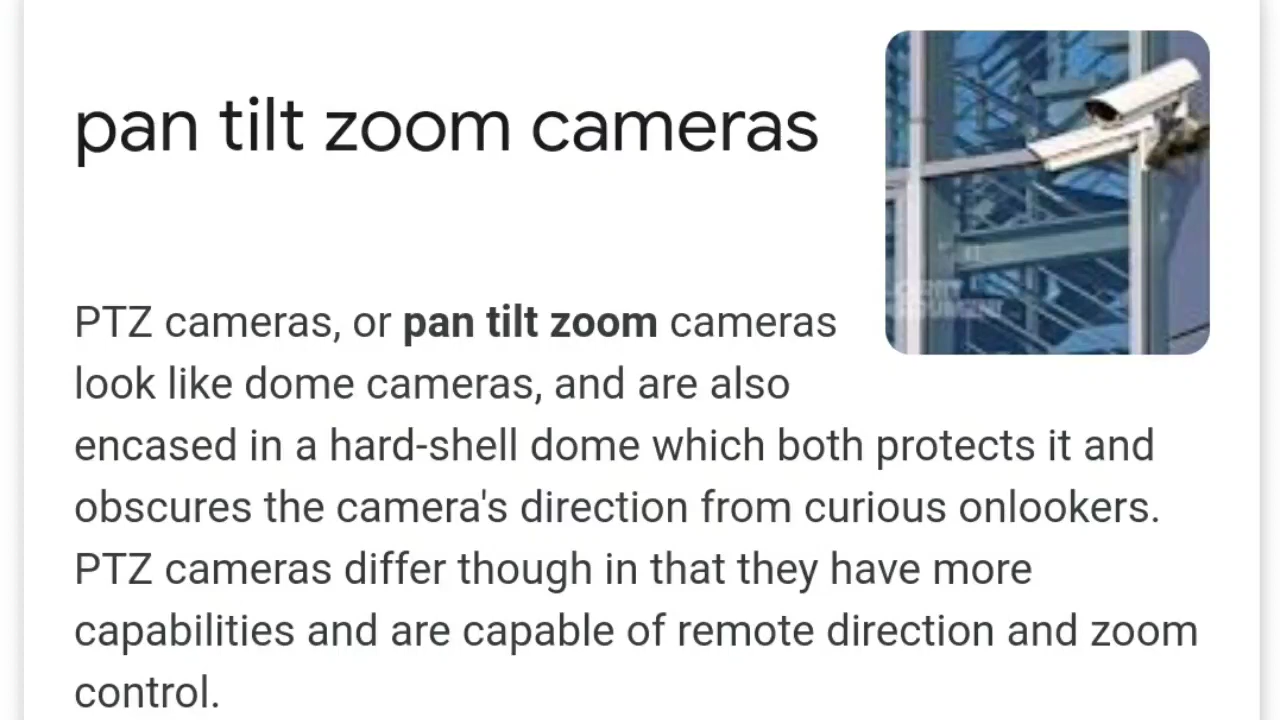 pan tilt zoom cameras
PTZ cameras, or pan tilt zoom cameras
look like dome cameras, and are also
encased in a hard-shell dome which both protects it and
obscures the camera's direction from curious onlookers.
PTZ cameras differ though in that they have more
capabilities and are capable of remote direction and zoom
control.